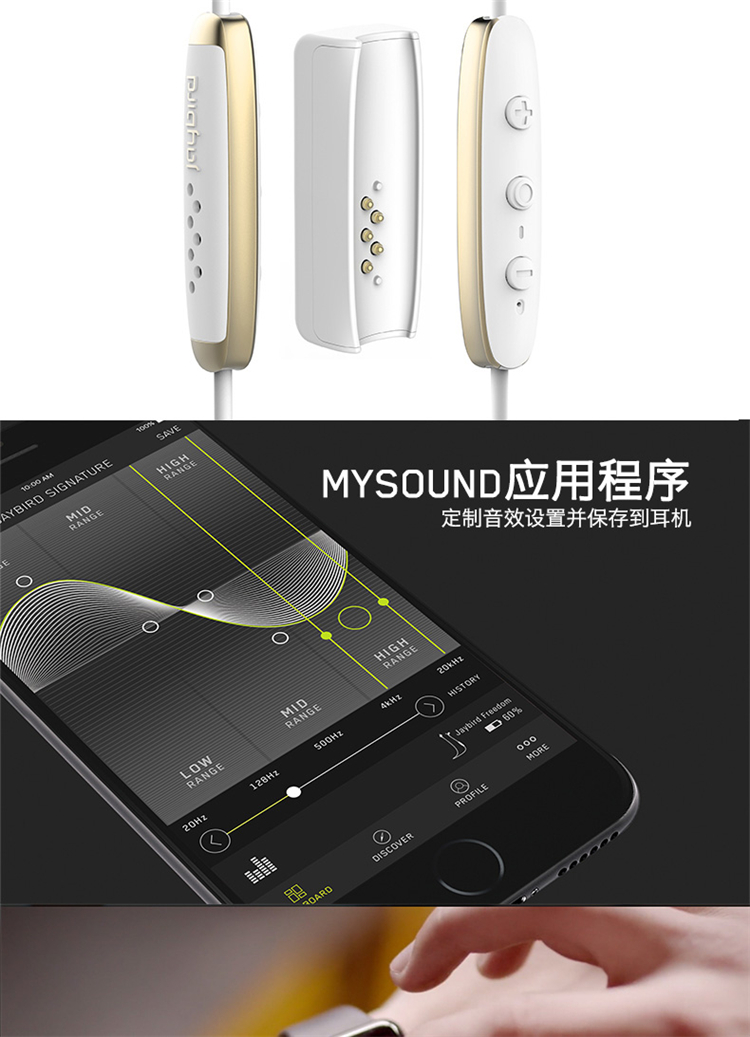 Jaybird
MYSOUND应用程序
定制音效设置并保存到耳机
10:00 AM
100%
SAVE
AYBIRD SIGNATURE
HIGH
RANGE
MID
RANGE
HIGH
RANGE
MID
RANGE
LOW
RANGE
20Hz
128Hz
500Hz
4kHz
20kHz
HISTORY
Jaybird Freedom
60%
MORE
PROFILE
DISCOVER
BOARD